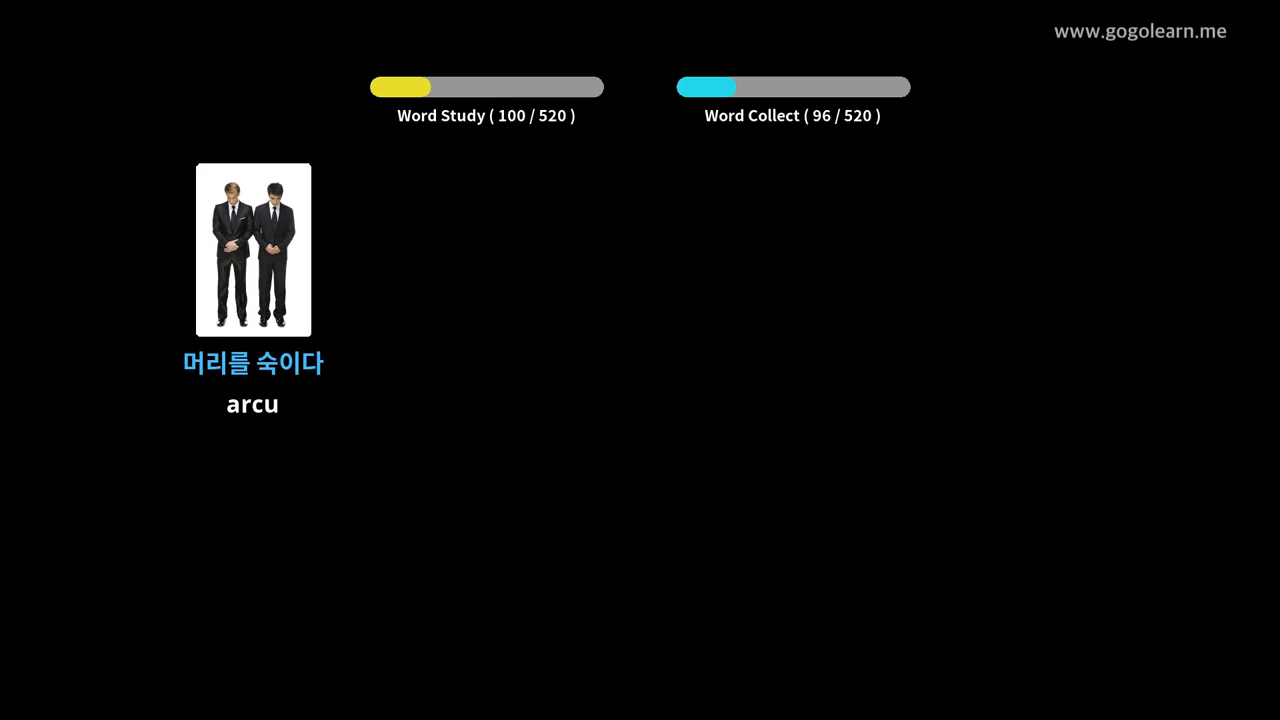 www.gogolearn.me
Word Study ( 100 / 520 )
Word Collect ( 96 / 520 )
머리를 숙이다
arcu